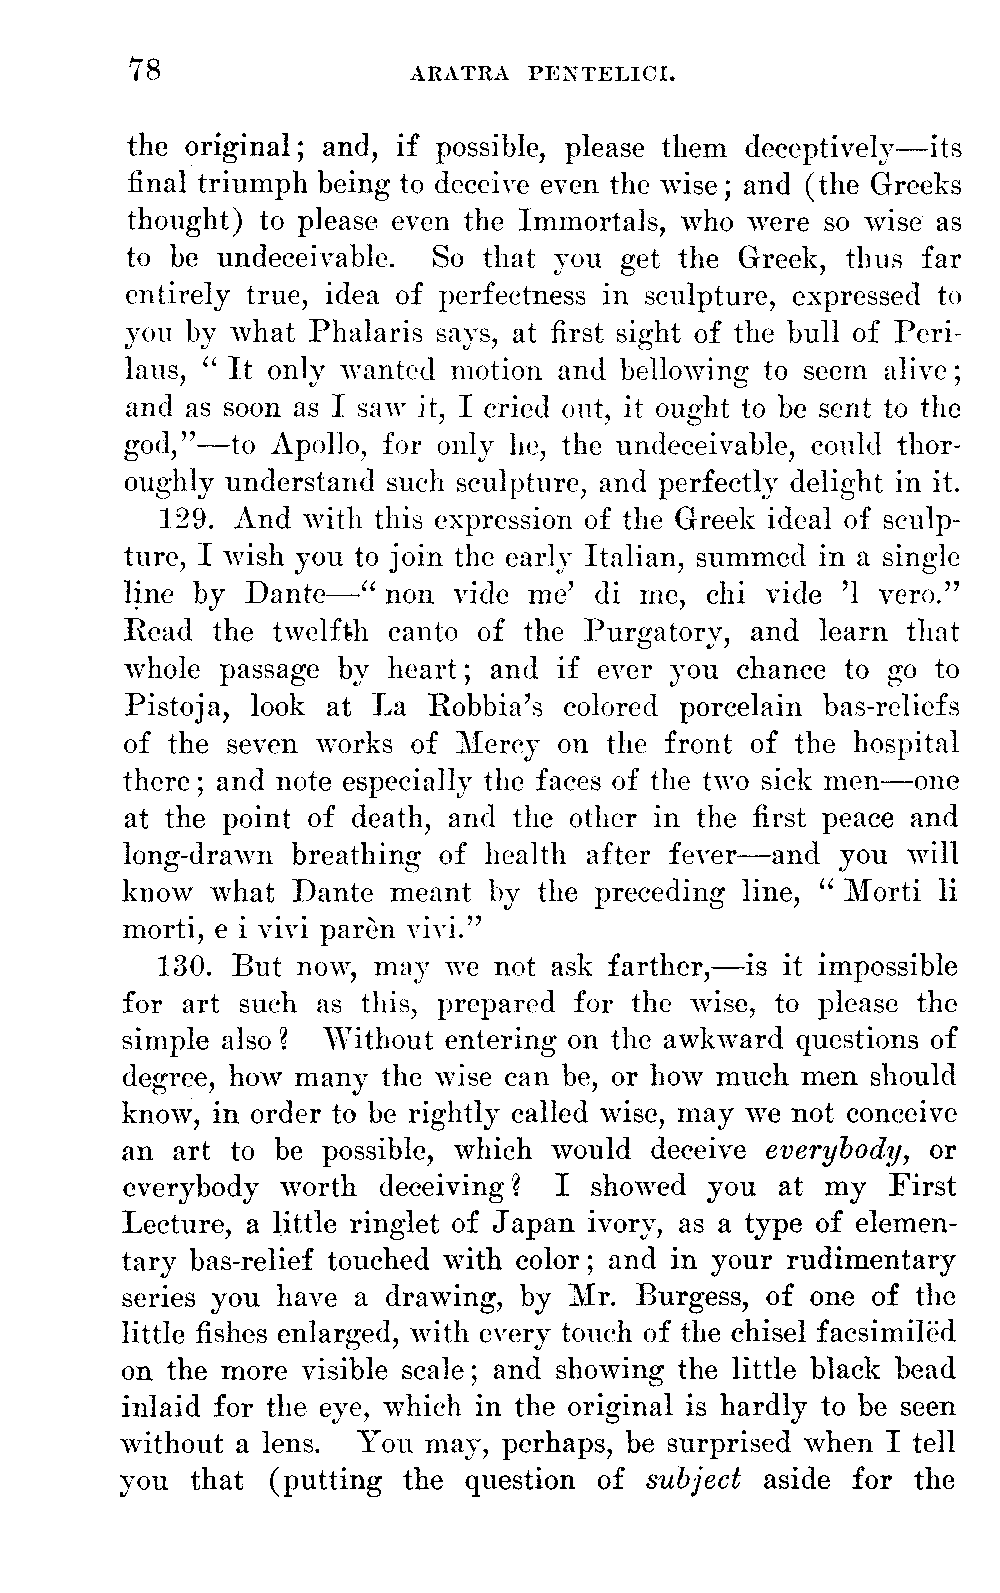 78 ARATRA PENTELICI.
the original; and, if possible, please them deceptively—its
final triumph being to deceive even the wise; and (the Greeks
thought) to please even the Immortals, who were so wise as
to be undeceivable. So that you get the Greek, thus far
entirely true, idea of perfectness in sculpture, expressed to
you by what Phalaris says, at first sight of the bull of Peri-
laus, “It only wanted motion and bellowing to seem alive;
and as soon as I saw it, I cried out, it ought to be sent to the
god,”—to Apollo, for only he, the undeceivable, could thor-
oughly understand such sculpture, and perfectly delight in it.
129. And with this expression of the Greek ideal of sculp-
ture, I wish you to join the early Italian, summed in a single
line by Dante—“non vide me’ di me, chi vide ’l vero.”
Read the twelfth canto of the Purgatory, and learn that
whole passage by heart; and if ever you chance to go to
Pistoja, look at La Robbia’s colored porcelain bas-reliefs
of the seven works of Mercy on the front of the hospital
there; and note especially the faces of the two sick men—one
at the point of death, and the other in the first peace and
long-drawn breathing of health after fever—and you will
know what Dante meant by the preceding line, “Morti li
morti, e i vivi parèn vivi.”
130. But now, may we not ask farther,—is it impossible
for art such as this, prepared for the wise, to please the
simple also? Without entering on the awkward questions of
degree, how many the wise can be, or how much men should
know, in order to be rightly called wise, may we not conceive
an art to be possible, which would deceive everybody, or
everybody worth deceiving? I showed you at my First
Lecture, a little ringlet of Japan ivory, as a type of elemen-
tary bas-relief touched with color; and in your rudimentary
series you have a drawing, by Mr. Burgess, of one of the
little fishes enlarged, with every touch of the chisel facsimilëd
on the more visible scale; and showing the little black bead
inlaid for the eye, which in the original is hardly to be seen
without a lens. You may, perhaps, be surprised when I tell
you that (putting the question of subject aside for the